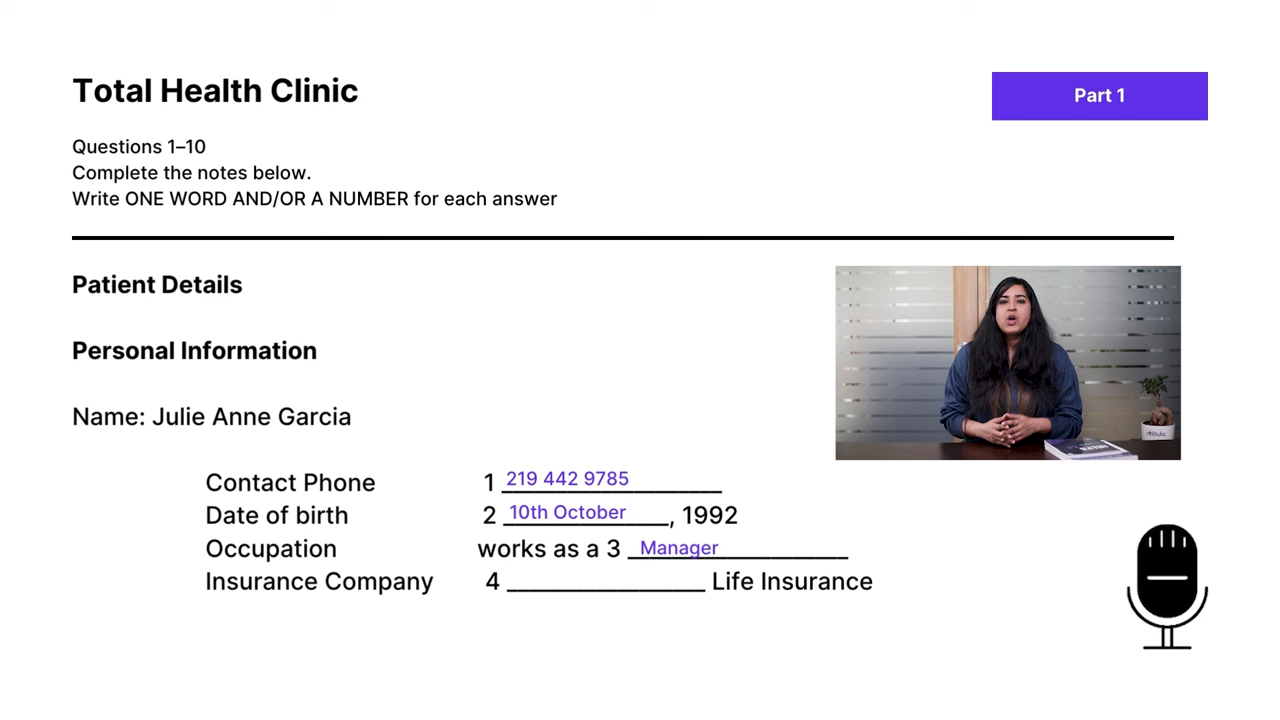 Total Health Clinic
Part 1
Questions 1–10
Complete the notes below.
Write ONE WORD AND/OR A NUMBER for each answer
Patient Details
Personal Information
Name: Julie Anne Garcia
Contact Phone 1 219 442 9785
Date of birth 2 10th October, 1992
Occupation works as a 3 Manager
Insurance Company 4 ____________ Life Insurance